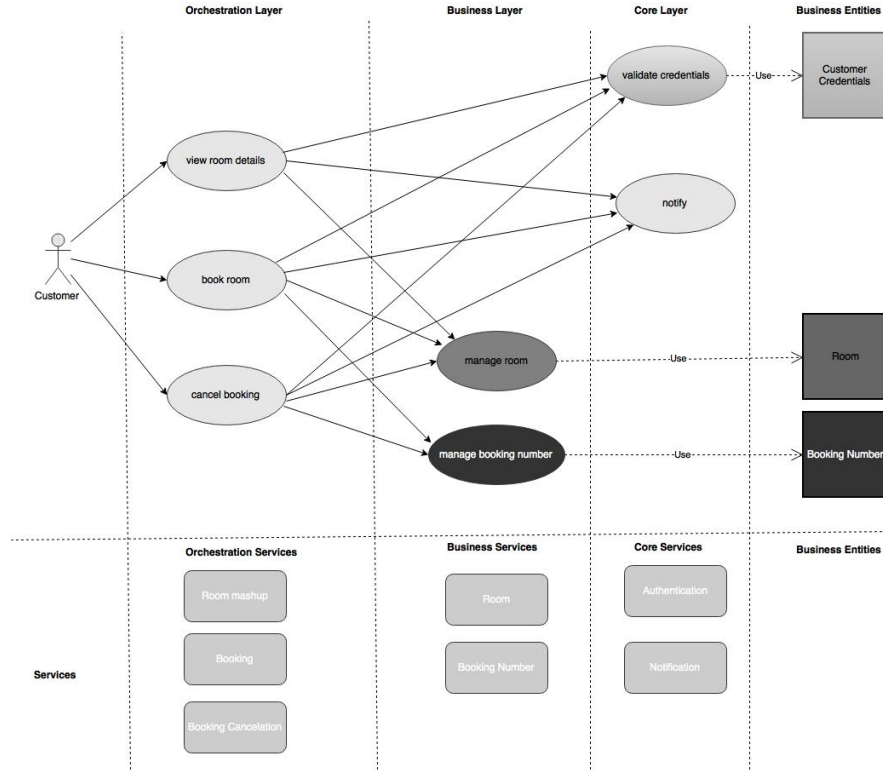 Orchestration Layer
Business Layer
Core Layer
Business Entities
validate credentials
Use
Customer
Credentials
view room details
notify
Customer
book room
manage room
Use
Room
cancel booking
manage booking number
Use
Booking Number
Orchestration Services
Business Services
Core Services
Business Entities
Room mashup
Room
Authentication
Booking
Booking Number
Notification
Services
Booking Cancelation